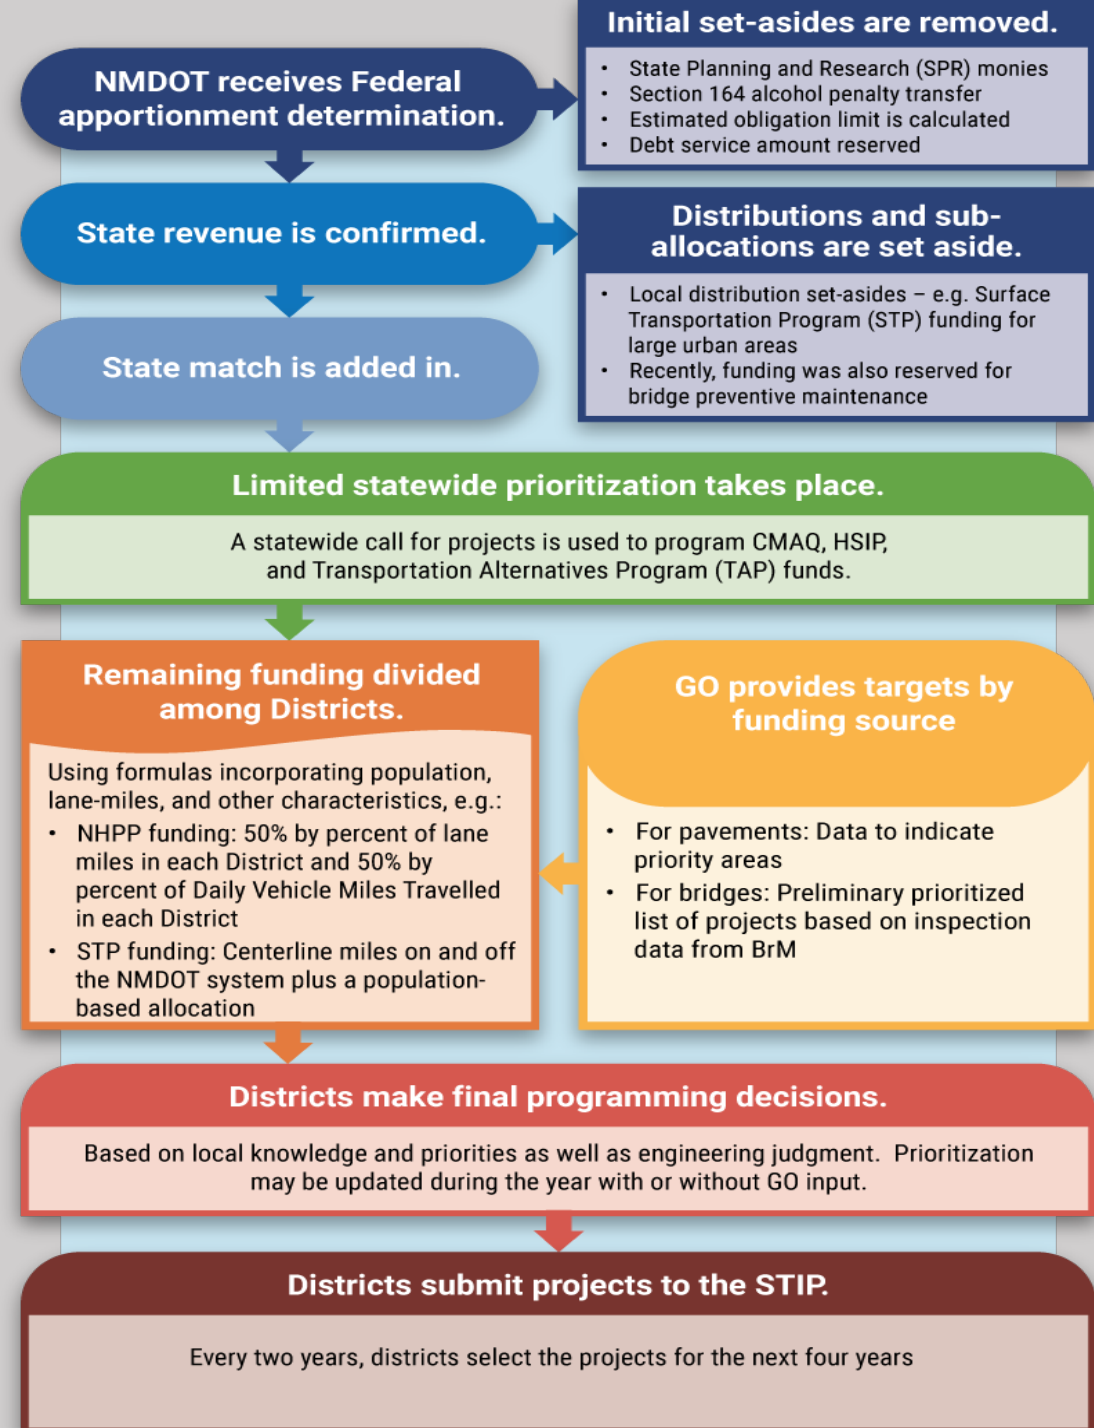 NMDOT receives Federal
apportionment determination.
Initial set-asides are removed.
• State Planning and Research (SPR) monies
• Section 164 alcohol penalty transfer
• Estimated obligation limit is calculated
• Debt service amount reserved
State revenue is confirmed.
Distributions and sub-
allocations are set aside.
• Local distribution set-asides – e.g. Surface
Transportation Program (STP) funding for
large urban areas
• Recently, funding was also reserved for
bridge preventive maintenance
State match is added in.
Limited statewide prioritization takes place.
A statewide call for projects is used to program CMAQ, HSIP,
and Transportation Alternatives Program (TAP) funds.
Remaining funding divided
among Districts.
Using formulas incorporating population,
lane-miles, and other characteristics, e.g.:
• NHPP funding: 50% by percent of lane
miles in each District and 50% by
percent of Daily Vehicle Miles Travelled
in each District
• STP funding: Centerline miles on and off
the NMDOT system plus a population-
based allocation
GO provides targets by
funding source
• For pavements: Data to indicate
priority areas
• For bridges: Preliminary prioritized
list of projects based on inspection
data from BrM
Districts make final programming decisions.
Based on local knowledge and priorities as well as engineering judgment. Prioritization
may be updated during the year with or without GO input.
Districts submit projects to the STIP.
Every two years, districts select the projects for the next four years